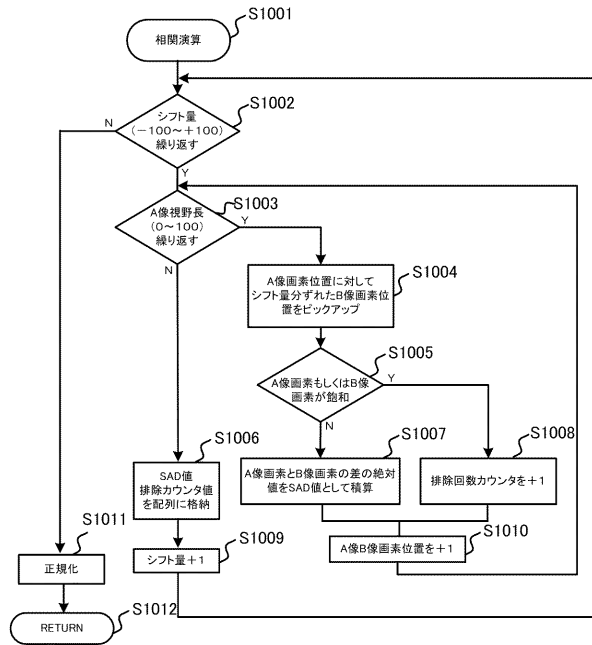 S1001
相関演算
S1002
シフト量
(－100～＋100)
繰り返す
N
Y
S1003
A像視野長
(0～100)
繰り返す
Y
N
S1004
A像画素位置に対して
シフト量分ずれたB像画素位
置をピックアップ
S1005
A像画素もしくはB像
画素が飽和
Y
N
S1006
SAD値
排除カウンタ値
を配列に格納
S1007
A像画素とB像画素の差の絶対
値をSAD値として積算
S1008
排除回数カウンタを＋1
S1009
シフト量＋1
S1010
A像B像画素位置を＋1
S1011
正規化
S1012
RETURN